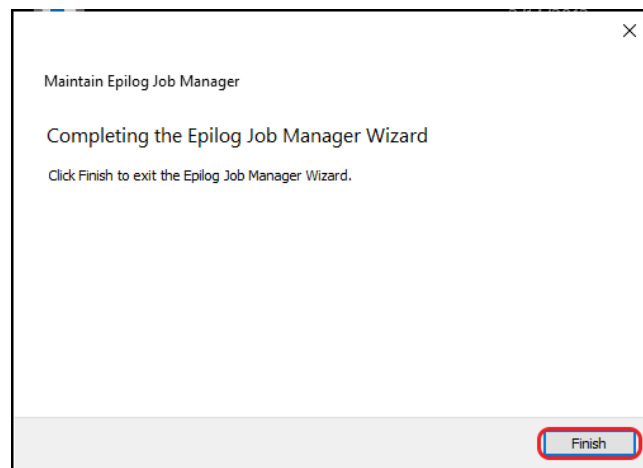 Maintain Epilog Job Manager
Completing the Epilog Job Manager Wizard
Click Finish to exit the Epilog Job Manager Wizard.
Finish